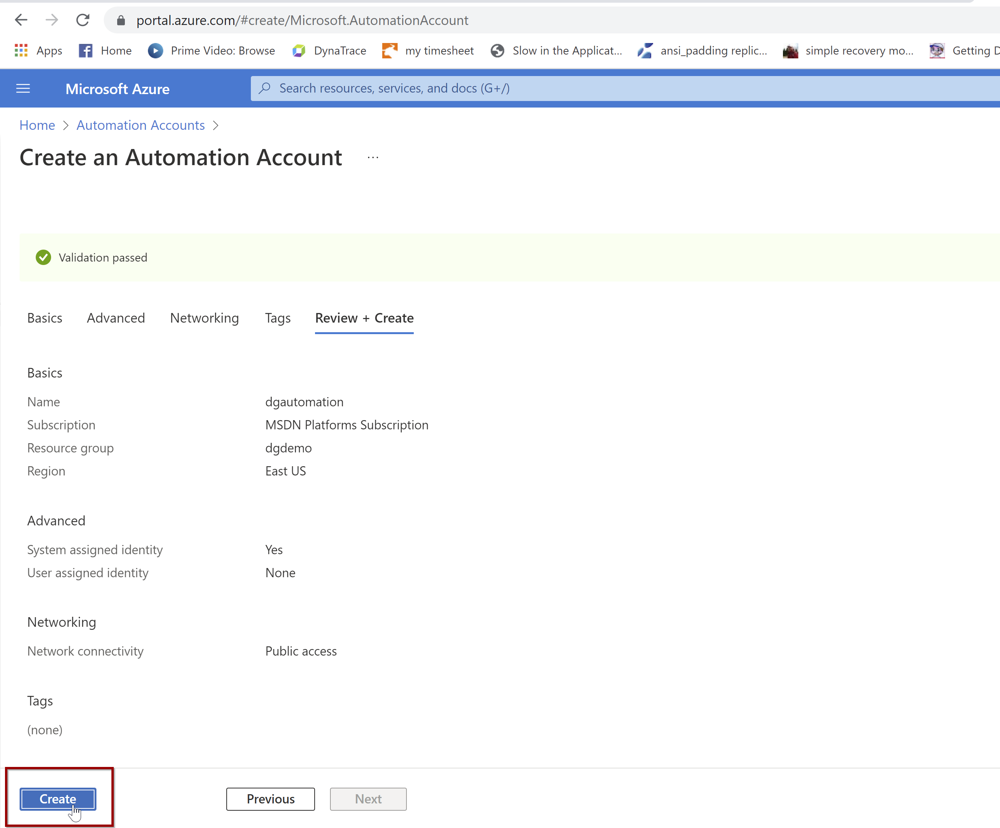 portal.azure.com/#create/Microsoft.AutomationAccount
Apps Home Prime Video: Browse DynaTrace my timesheet Slow in the Applicat... ansi_padding replic... simple recovery mo... Getting D
Microsoft Azure Search resources, services, and docs (G+/)
Home > Automation Accounts >
Create an Automation Account ...
Validation passed
Basics Advanced Networking Tags Review + Create
Basics
Name dgautomation
Subscription MSDN Platforms Subscription
Resource group dgdemo
Region East US
Advanced
System assigned identity Yes
User assigned identity None
Networking
Network connectivity Public access
Tags
(none)
Create Previous Next